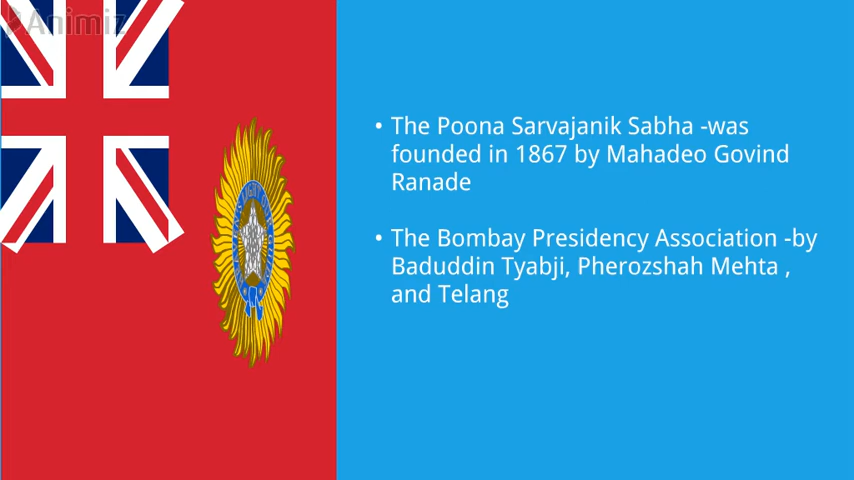 Animiz
• The Poona Sarvajanik Sabha -was
founded in 1867 by Mahadeo Govind
Ranade
• The Bombay Presidency Association -by
Baduddin Tyabji, Pherozshah Mehta ,
and Telang